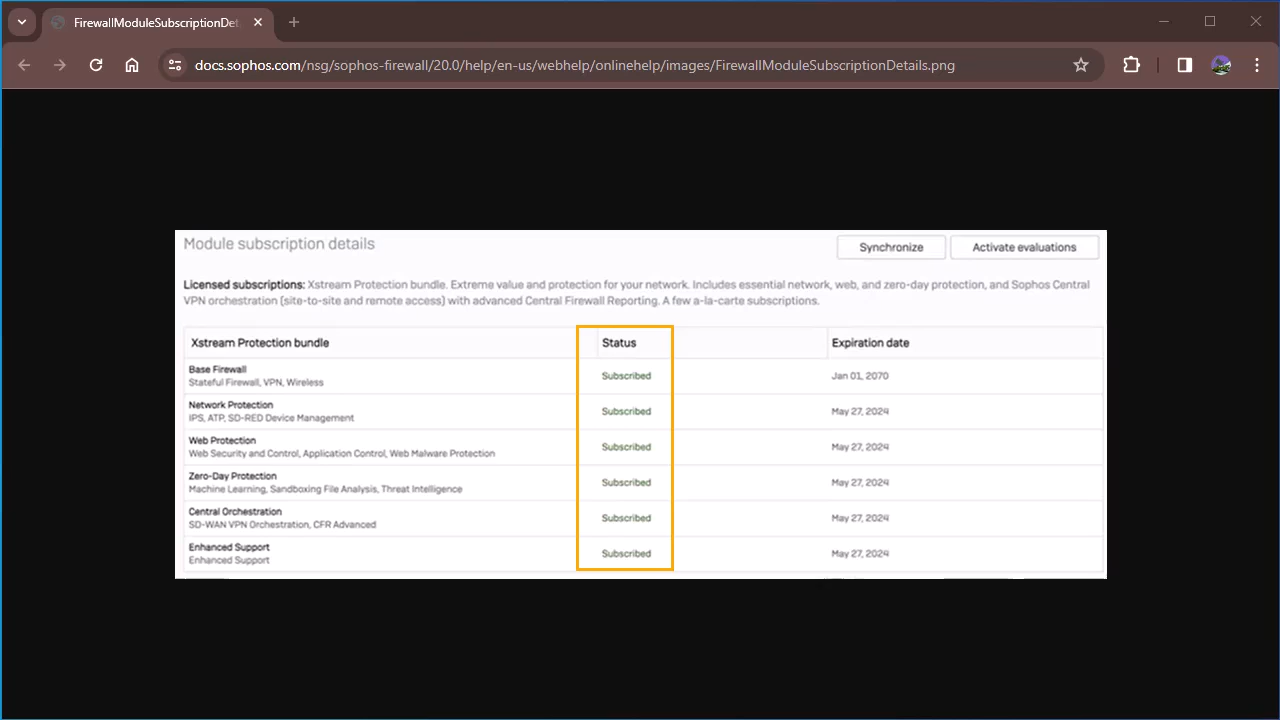 FirewallModuleSubscriptionDet
docs.sophos.com/nsg/sophos-firewall/20.0/help/en-us/webhelp/onlinehelp/images/FirewallModuleSubscriptionDetails.png
Module subscription details
Synchronize
Activate evaluations
Licensed subscriptions: Xstream Protection bundle. Extreme value and protection for your network. Includes essential network, web, and zero-day protection, and Sophos Central
VPN orchestration (site-to-site and remote access) with advanced Central Firewall Reporting. A few a-la-carte subscriptions.
Xstream Protection bundle Status Expiration date
Base Firewall
Stateful Firewall, VPN, Wireless
Subscribed Jan 01, 2070
Network Protection
IPS, ATP, SD-RED Device Management
Subscribed May 27, 2024
Web Protection
Web Security and Control, Application Control, Web Malware Protection
Subscribed May 27, 2024
Zero-Day Protection
Machine Learning, Sandboxing File Analysis, Threat Intelligence
Subscribed May 27, 2024
Central Orchestration
SD-WAN VPN Orchestration, CFR Advanced
Subscribed May 27, 2024
Enhanced Support
Enhanced Support
Subscribed May 27, 2024